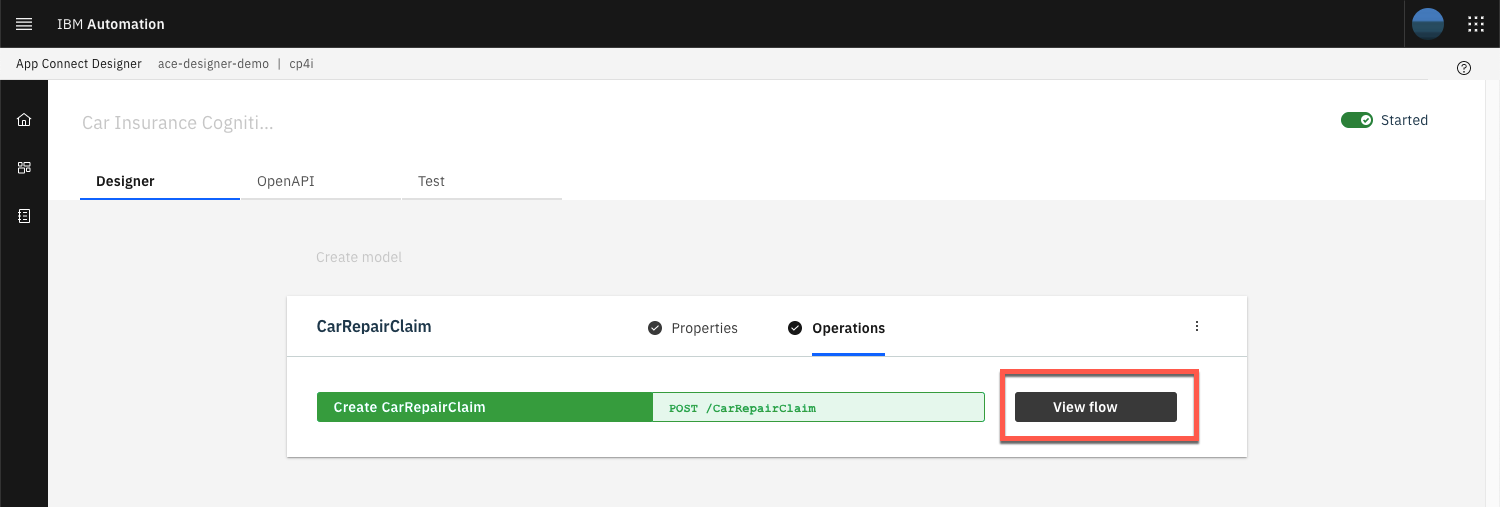 IBM Automation
App Connect Designer ace-designer-demo | cp4i
Car Insurance Cogniti...
Started
Designer OpenAPI Test
Create model
CarRepairClaim Properties Operations
Create CarRepairClaim POST /CarRepairClaim View flow